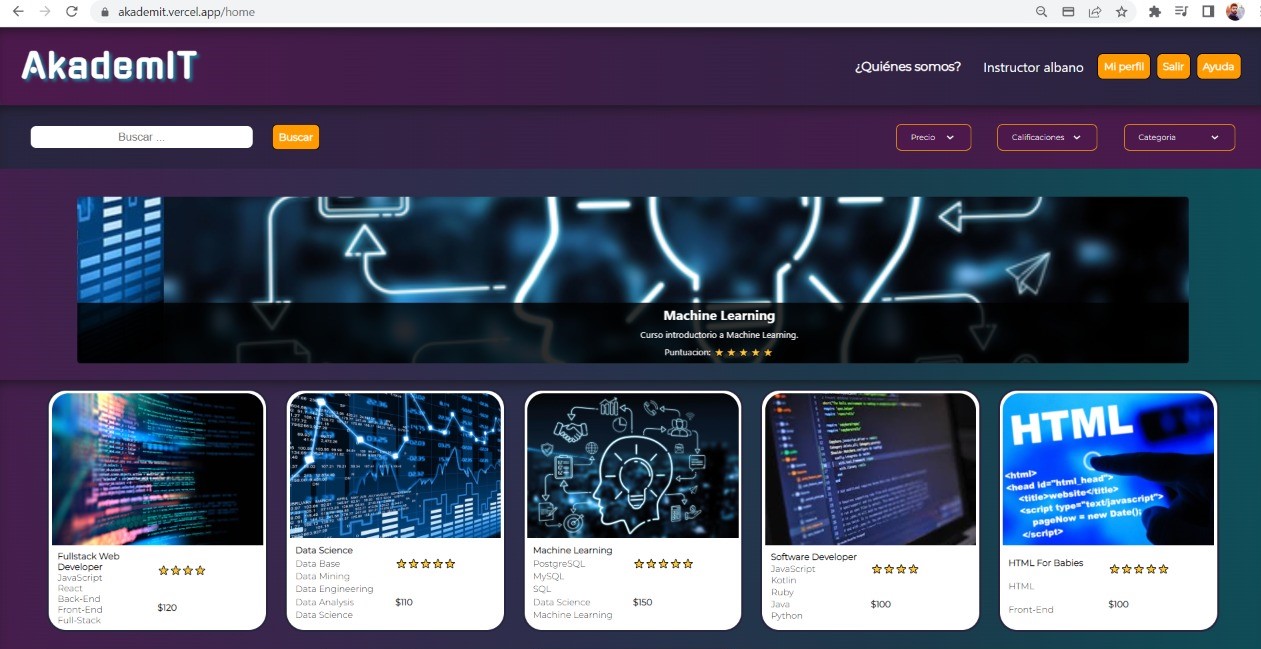 akademit.vercel.app/home
AkademIT
¿Quiénes somos?
Instructor albano
Mi perfil
Salir
Ayuda
Buscar ...
Buscar
Precio
Calificaciones
Categoria
Machine Learning
Curso introductorio a Machine Learning.
Puntuacion:
Fullstack Web
Developer
JavaScript
React
Back-End
Front-End
Full-Stack
$120
Data Science
Data Base
Data Mining
Data Engineering
Data Analysis
Data Science
$110
Machine Learning
PostgreSQL
MySQL
SQL
Data Science
Machine Learning
$150
Software Developer
JavaScript
Kotlin
Ruby
Java
Python
$100
HTML
<html>
<head id="html_head">
<title>website</title>
<script type="text/javascript">
pageNow = new Date();
</script>
HTML For Babies
HTML
Front-End
$100